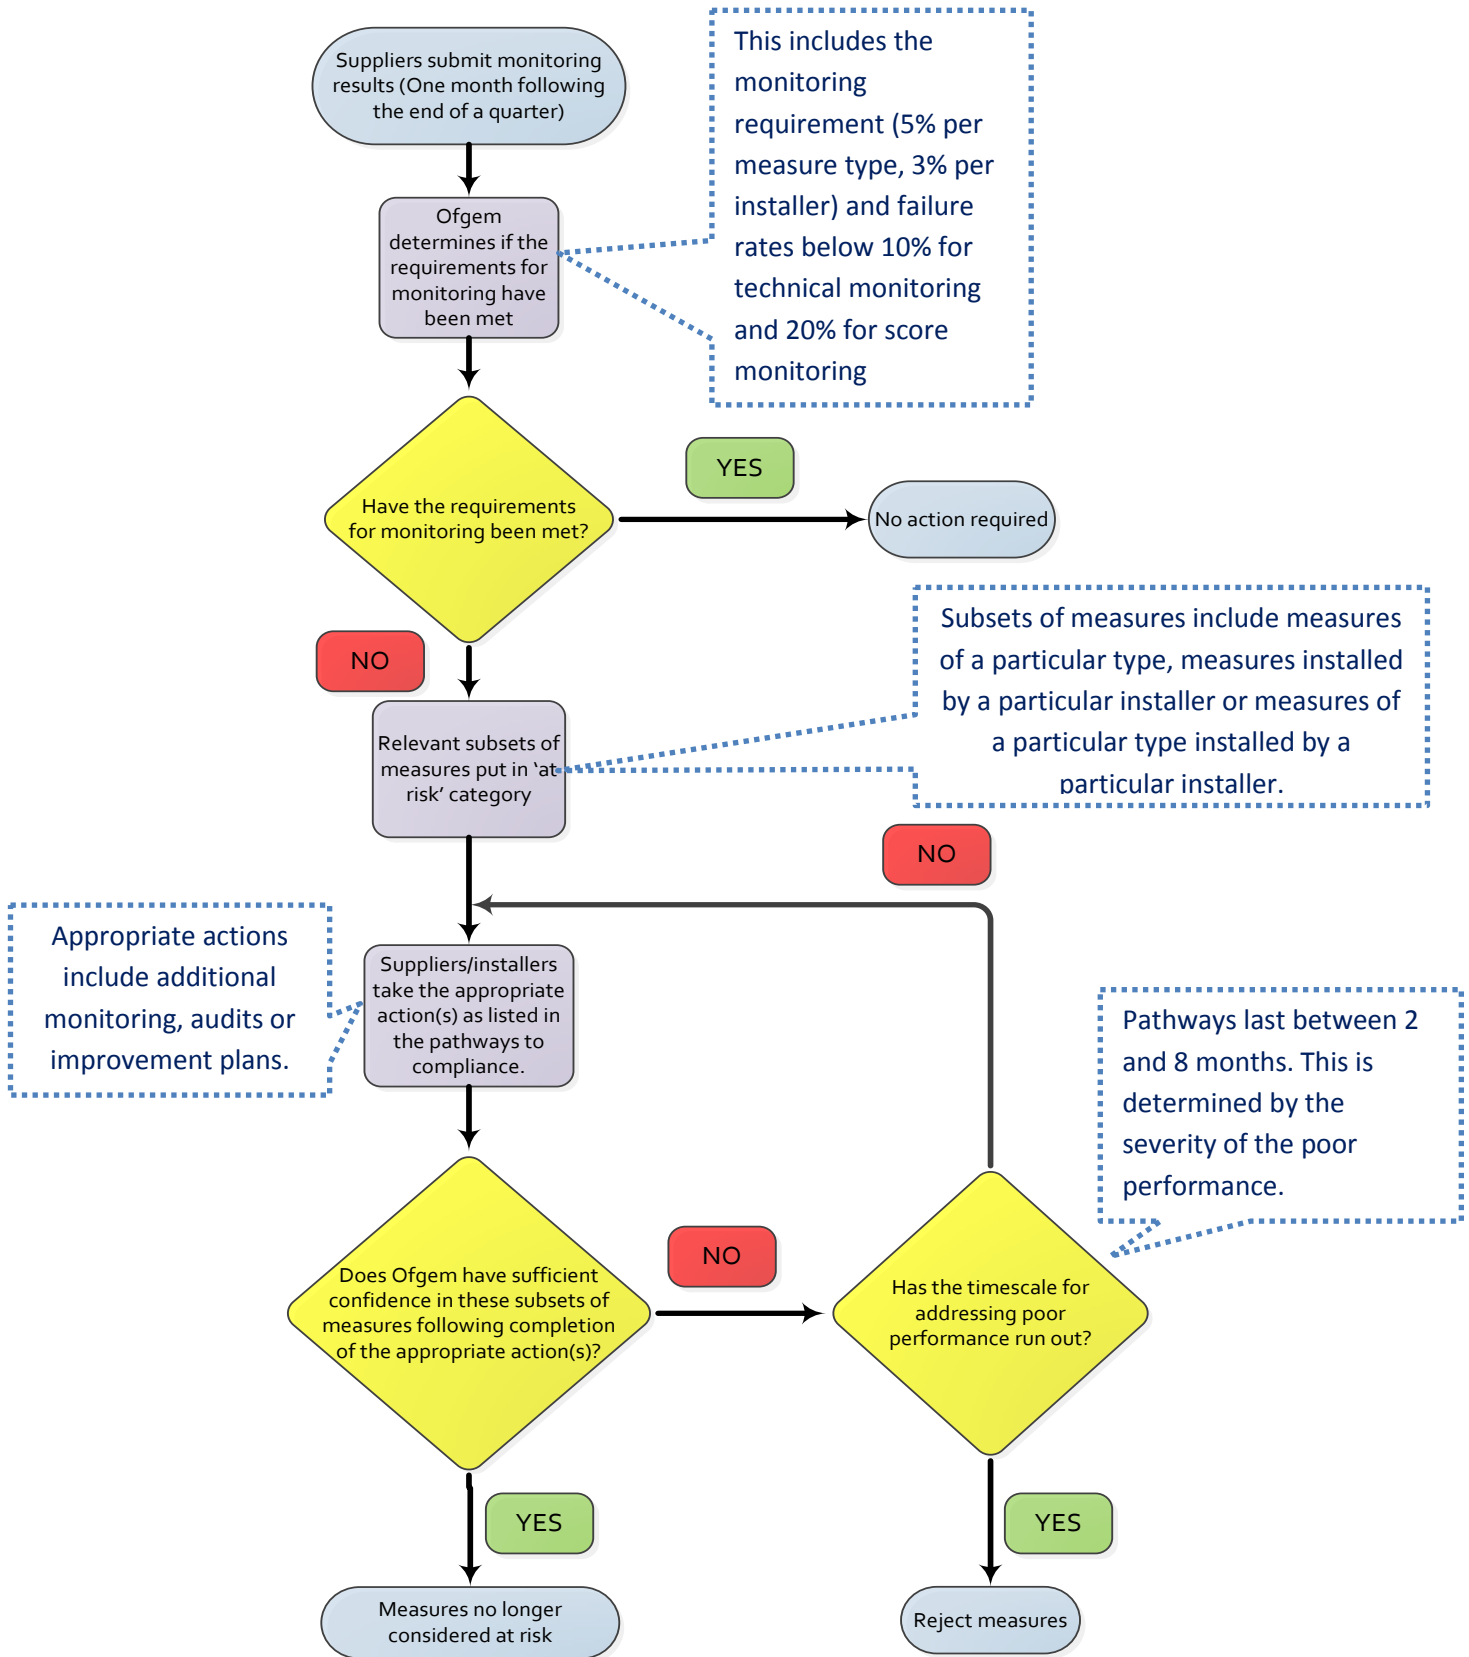 Suppliers submit monitoring
results (One month following
the end of a quarter)
This includes the
monitoring
requirement (5% per
measure type, 3% per
installer) and failure
rates below 10% for
technical monitoring
and 20% for score
monitoring
Ofgem
determines if the
requirements for
monitoring have
been met
Have the requirements
for monitoring been met?
YES
No action required
NO
Subsets of measures include measures
of a particular type, measures installed
by a particular installer or measures of
a particular type installed by a
particular installer.
Relevant subsets of
measures put in ‘at
risk’ category
NO
Appropriate actions
include additional
monitoring, audits or
improvement plans.
Suppliers/installers
take the appropriate
action(s) as listed in
the pathways to
compliance.
Pathways last between 2
and 8 months. This is
determined by the
severity of the poor
performance.
Does Ofgem have sufficient
confidence in these subsets of
measures following completion
of the appropriate action(s)?
NO
Has the timescale for
addressing poor
performance run out?
YES
YES
Measures no longer
considered at risk
Reject measures